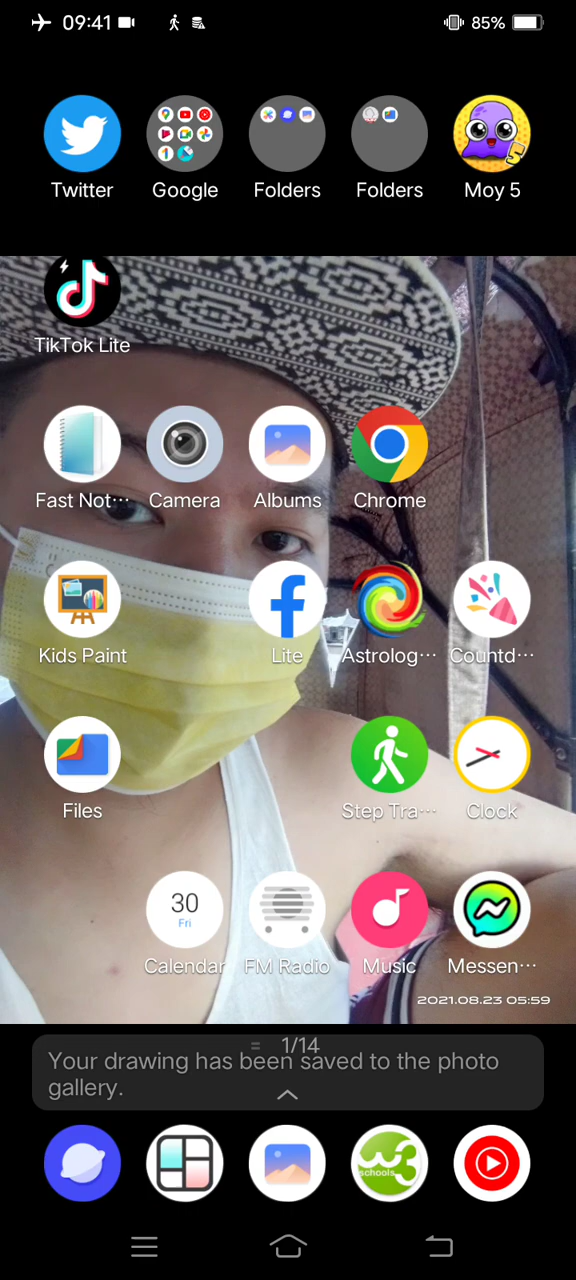 09:41
85%
Twitter
Google
Folders
Folders
Moy 5
TikTok Lite
Fast Not···
Camera
Albums
Chrome
Kids Paint
Lite
Astrolog···
Countd···
Files
Step Tra···
Clock
30
Fri
Calendar
FM Radio
Music
Messen···
2021.08.23 05:59
1/14
Your drawing has been saved to the photo
gallery.
w3
schools